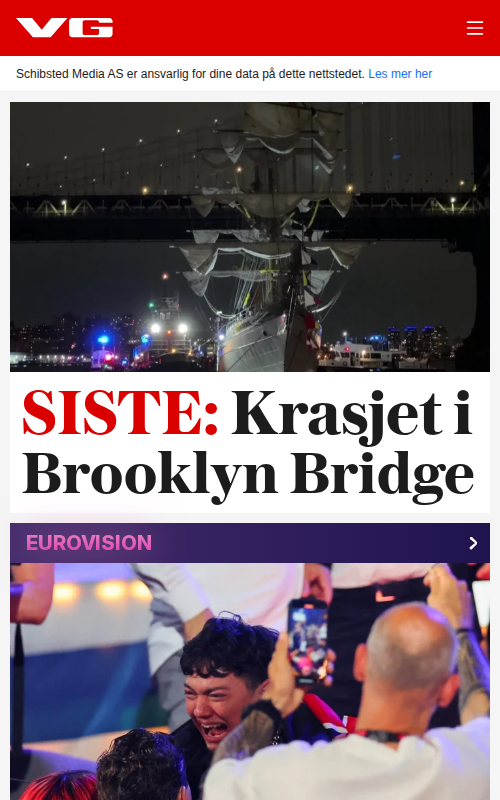 VG
Schibsted Media AS er ansvarlig for dine data på dette nettstedet. Les mer her
SISTE: Krasjet i
Brooklyn Bridge
EUROVISION